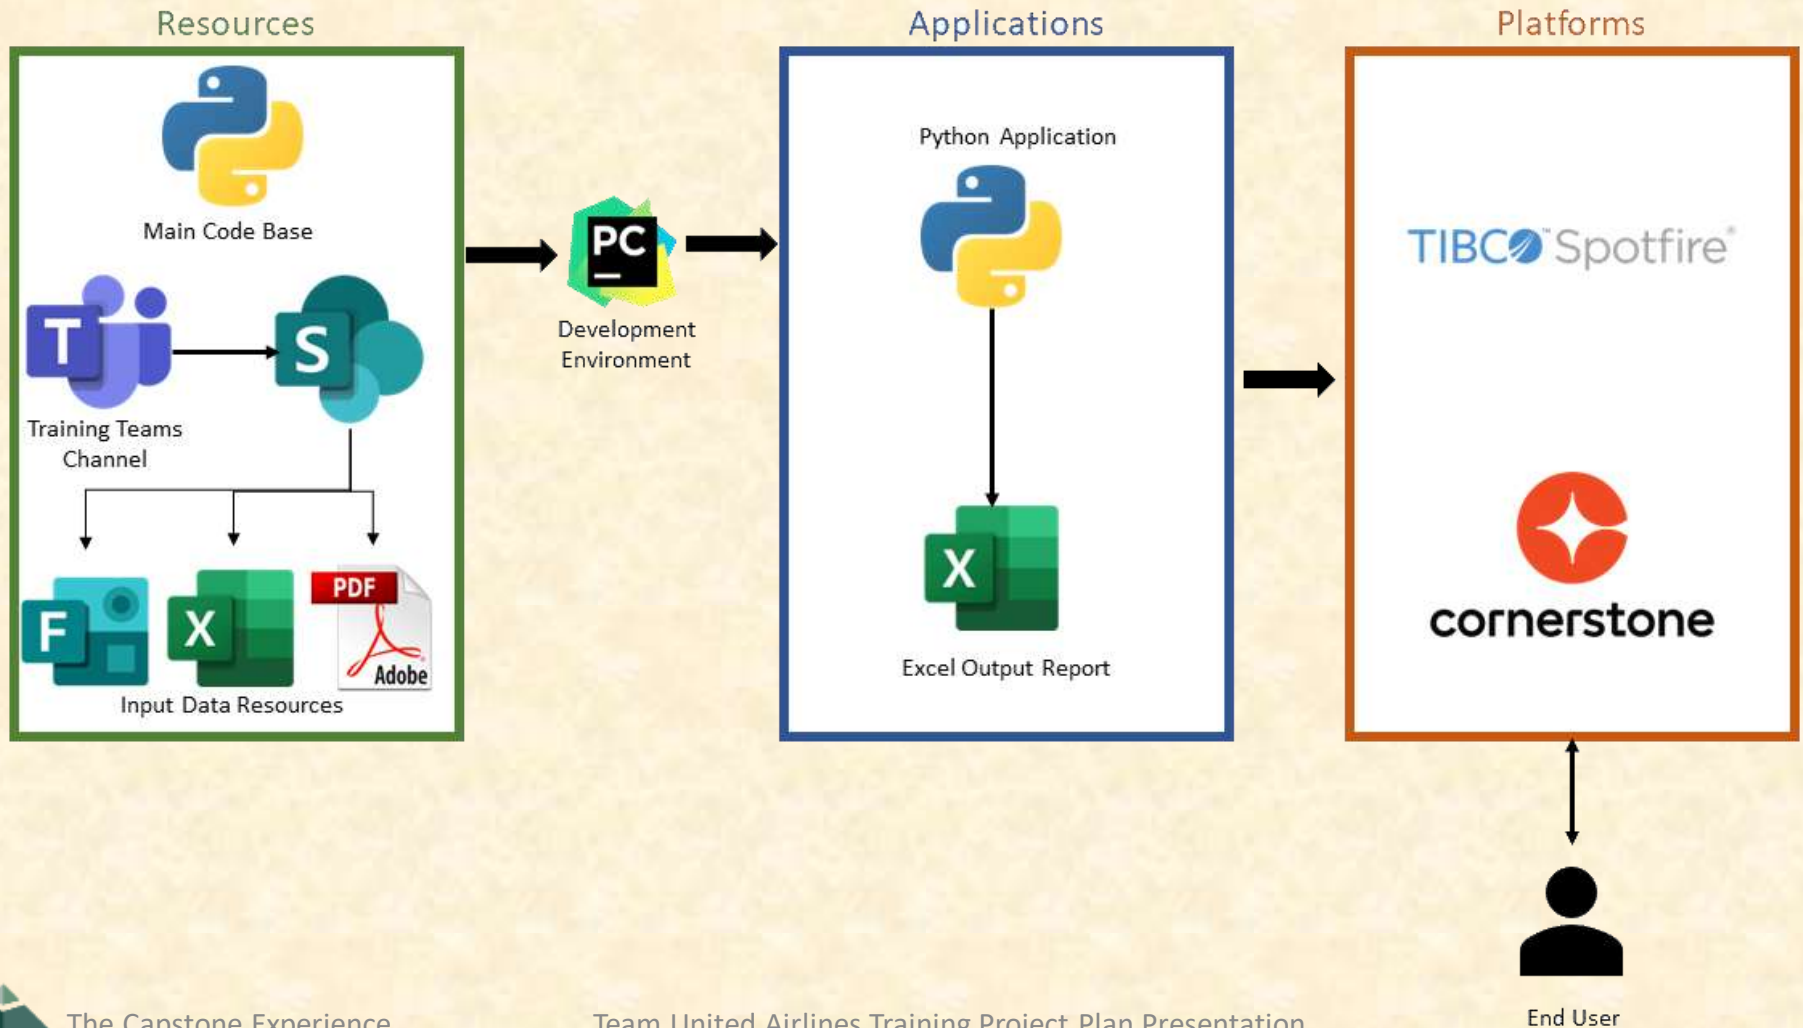 Resources
Main Code Base
T
S
Training Teams
Channel
F
X
PDF
Adobe
Input Data Resources
PC
Development
Environment
Applications
Python Application
X
Excel Output Report
Platforms
TIBCO™ Spotfire®
cornerstone
End User
The Capstone Experience
Team United Airlines Training Project Plan Presentation